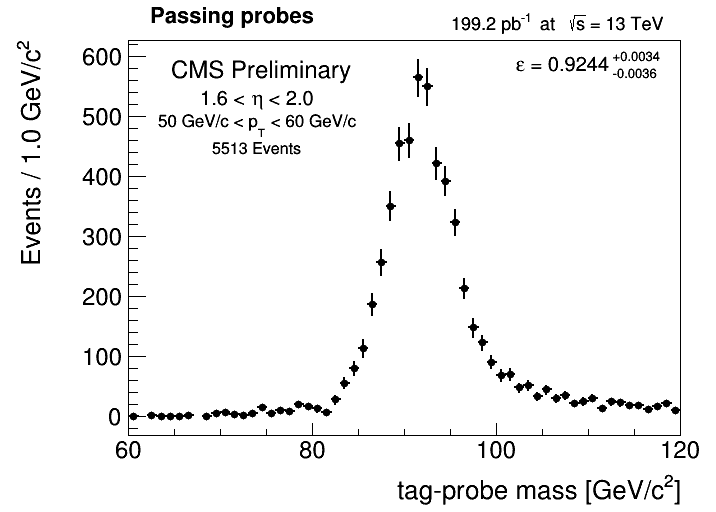 Passing probes
199.2 pb⁻¹ at √s = 13 TeV
CMS Preliminary
1.6 < η < 2.0
50 GeV/c < p_T < 60 GeV/c
5513 Events
ε = 0.9244 +0.0034 -0.0036
Events / 1.0 GeV/c²
600
500
400
300
200
100
0
60 80 100 120
tag-probe mass [GeV/c²]